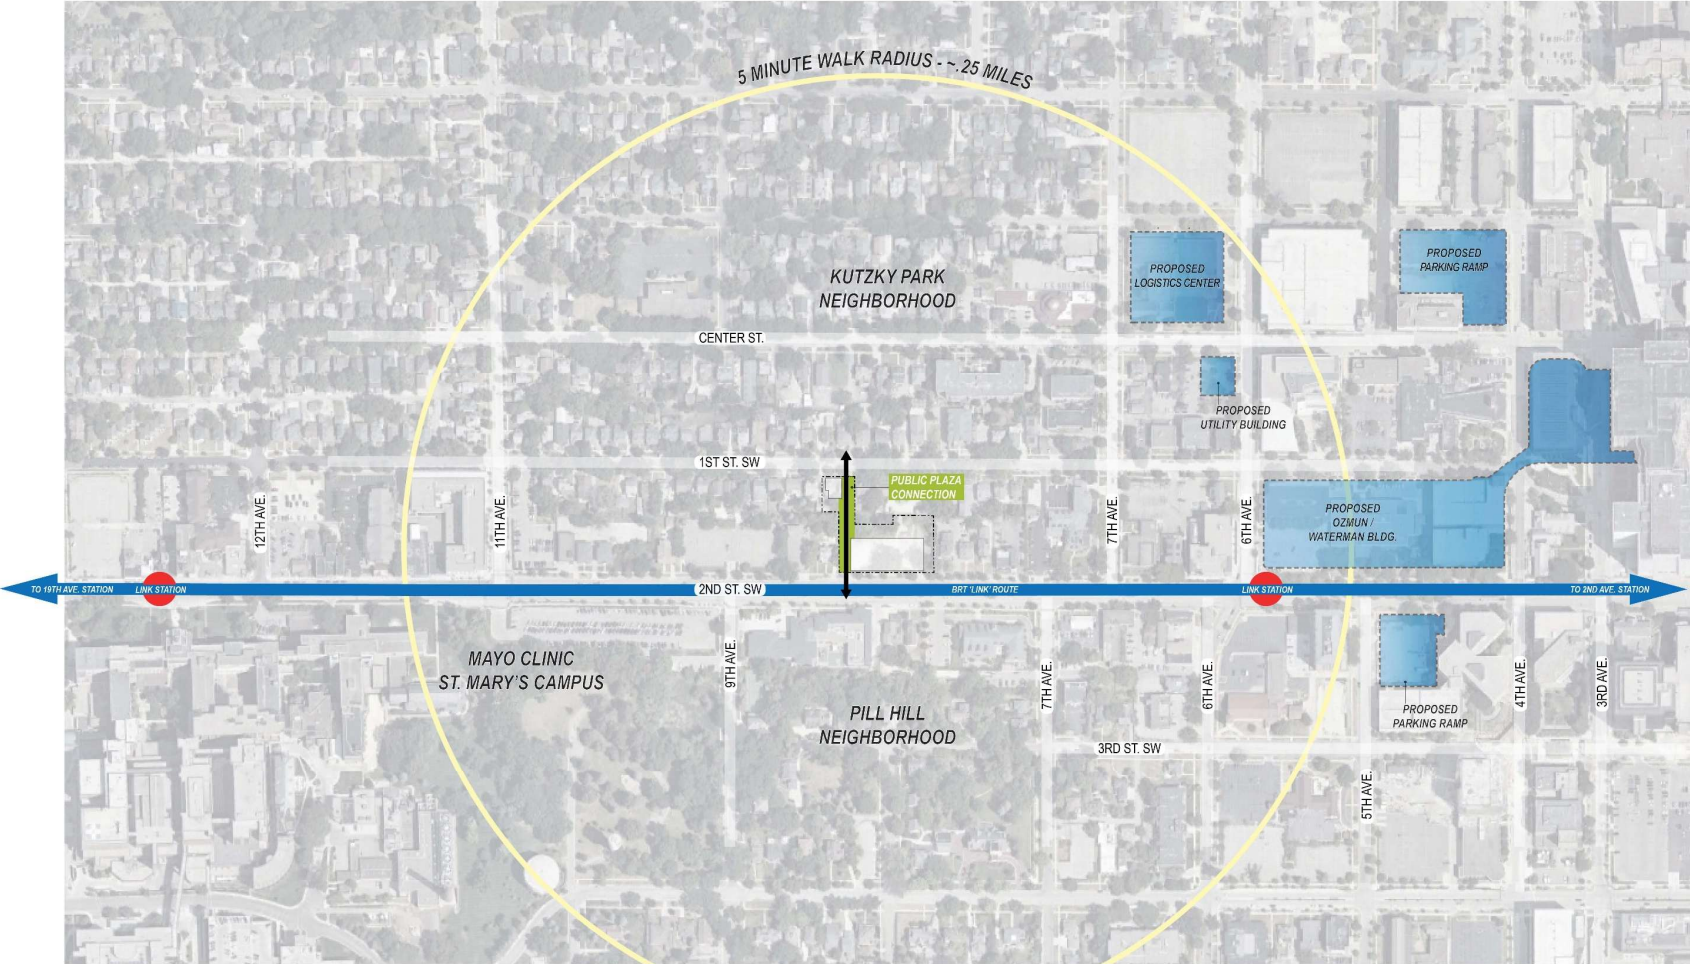 5 MINUTE WALK RADIUS - ~.25 MILES
KUTZKY PARK
NEIGHBORHOOD
PROPOSED
LOGISTICS CENTER
PROPOSED
PARKING RAMP
CENTER ST.
PROPOSED
UTILITY BUILDING
1ST ST. SW
PUBLIC PLAZA
CONNECTION
12TH AVE.
11TH AVE.
7TH AVE.
6TH AVE.
PROPOSED
OZMUN /
WATERMAN BLDG.
TO 19TH AVE. STATION
LINK STATION
2ND ST. SW
BRT 'LINK' ROUTE
LINK STATION
TO 2ND AVE. STATION
MAYO CLINIC
ST. MARY'S CAMPUS
9TH AVE.
7TH AVE.
6TH AVE.
4TH AVE.
3RD AVE.
PILL HILL
NEIGHBORHOOD
PROPOSED
PARKING RAMP
3RD ST. SW
5TH AVE.